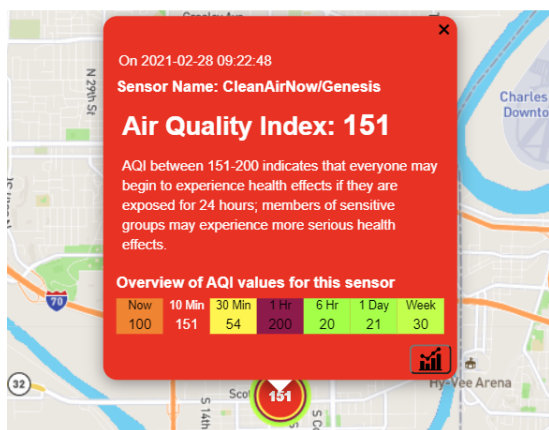 On 2021-02-28 09:22:48
Sensor Name: CleanAirNow/Genesis
Air Quality Index: 151
AQI between 151-200 indicates that everyone may
begin to experience health effects if they are
exposed for 24 hours; members of sensitive
groups may experience more serious health
effects.
Overview of AQI values for this sensor
Now 10 Min 30 Min 1 Hr 6 Hr 1 Day Week
100 151 54 200 20 21 30
N 29th St
Charles
Downto
70
32
151
S 14th
Hy-Vee Arena